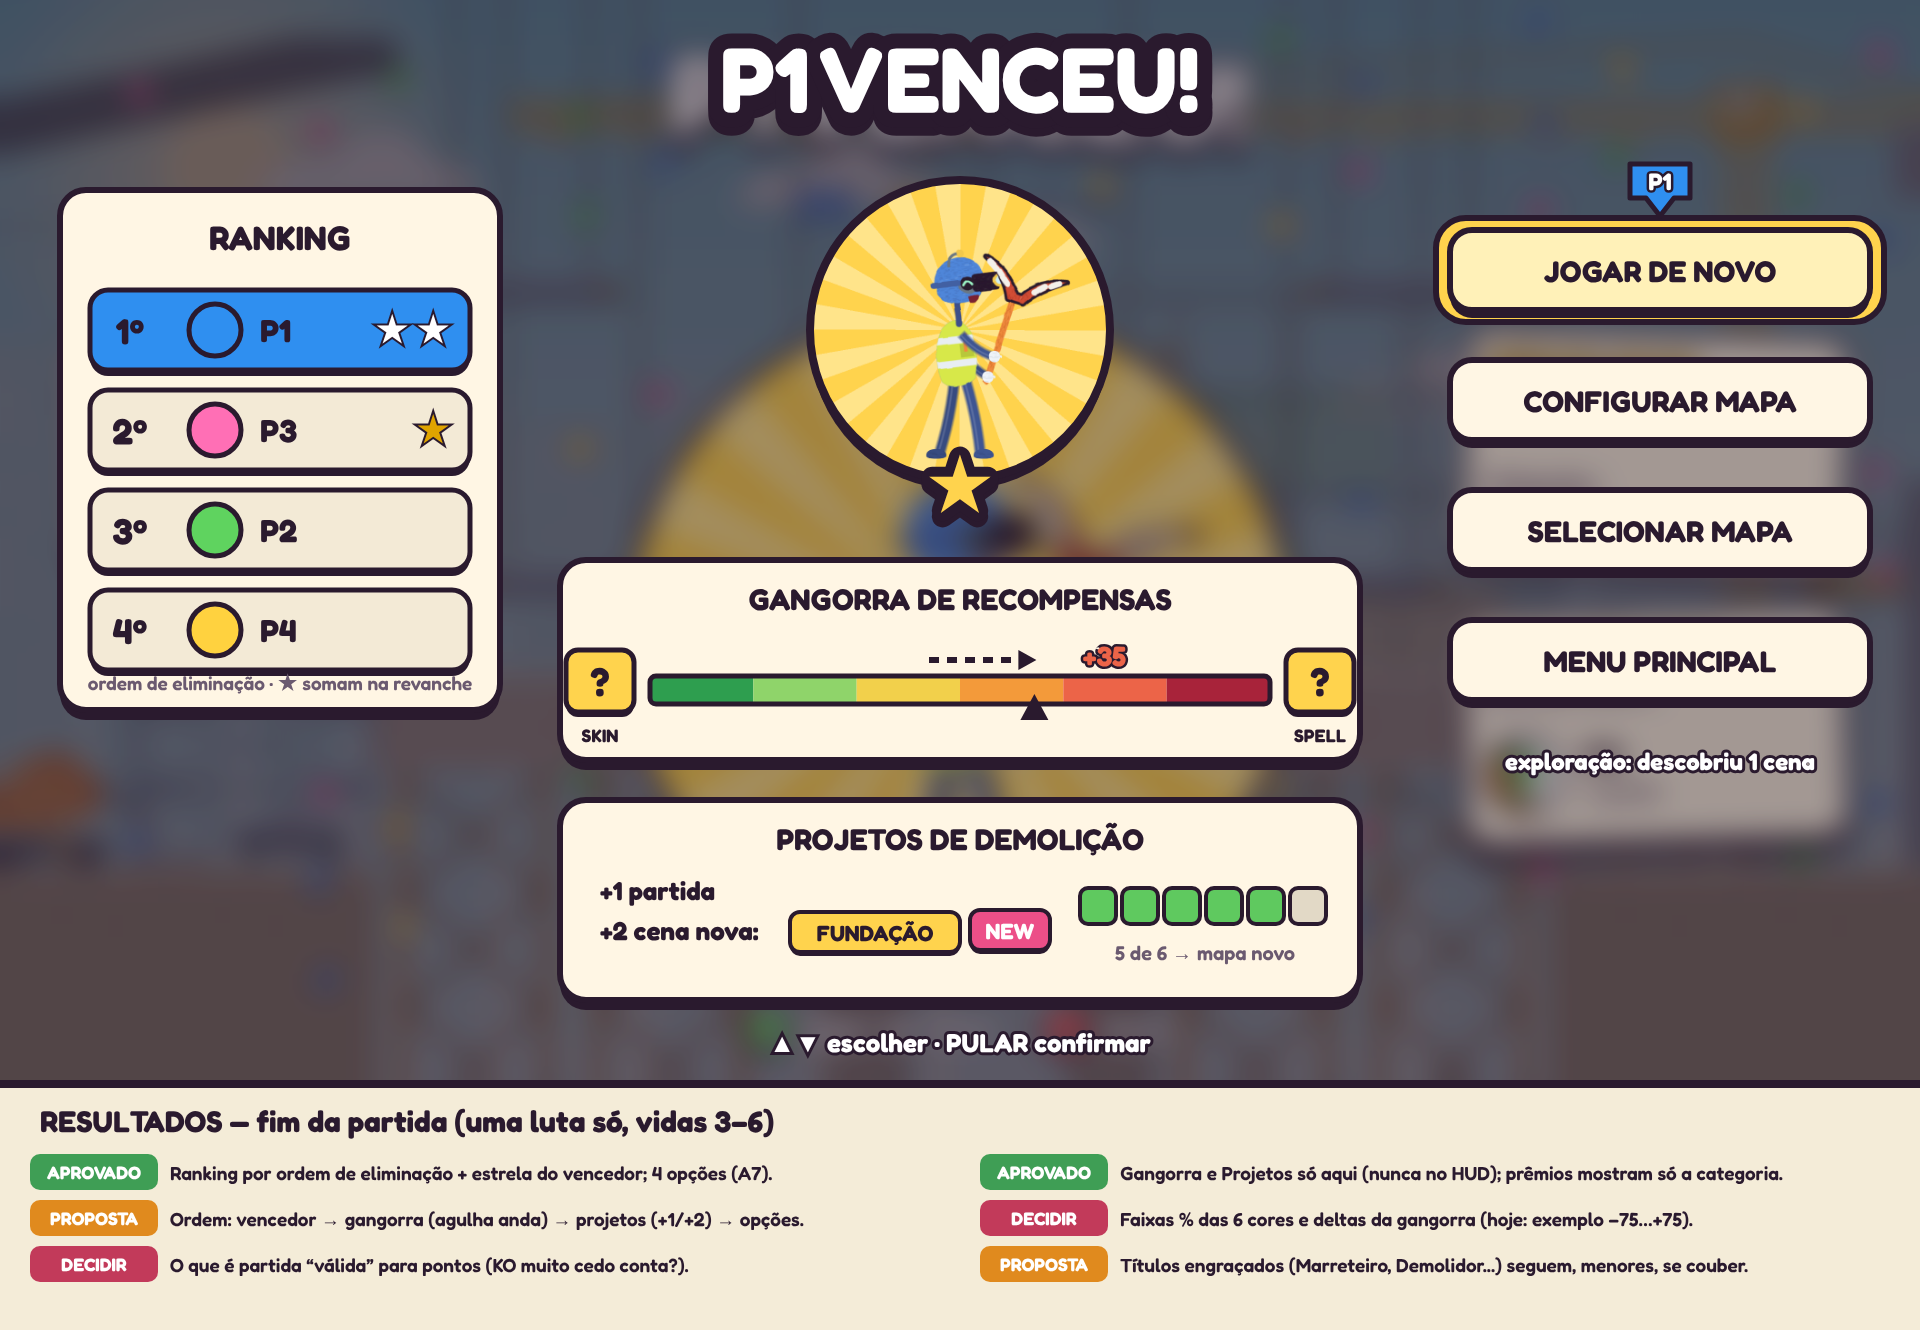 P1 VENCEU!
RANKING
1º P1
2º P3
3º P2
4º P4
ordem de eliminação · ★ somam na revanche
P1
JOGAR DE NOVO
CONFIGURAR MAPA
SELECIONAR MAPA
MENU PRINCIPAL
exploração: descobriu 1 cena
GANGORRA DE RECOMPENSAS
+35
? ?
SKIN SPELL
PROJETOS DE DEMOLIÇÃO
+1 partida
+2 cena nova: FUNDAÇÃO NEW
5 de 6 → mapa novo
▲▼ escolher · PULAR confirmar
RESULTADOS — fim da partida (uma luta só, vidas 3–6)
APROVADO Ranking por ordem de eliminação + estrela do vencedor; 4 opções (A7).
PROPOSTA Ordem: vencedor → gangorra (agulha anda) → projetos (+1/+2) → opções.
DECIDIR O que é partida “válida” para pontos (KO muito cedo conta?).
APROVADO Gangorra e Projetos só aqui (nunca no HUD); prêmios mostram só a categoria.
DECIDIR Faixas % das 6 cores e deltas da gangorra (hoje: exemplo −75...+75).
PROPOSTA Títulos engraçados (Marreteiro, Demolidor...) seguem, menores, se couber.